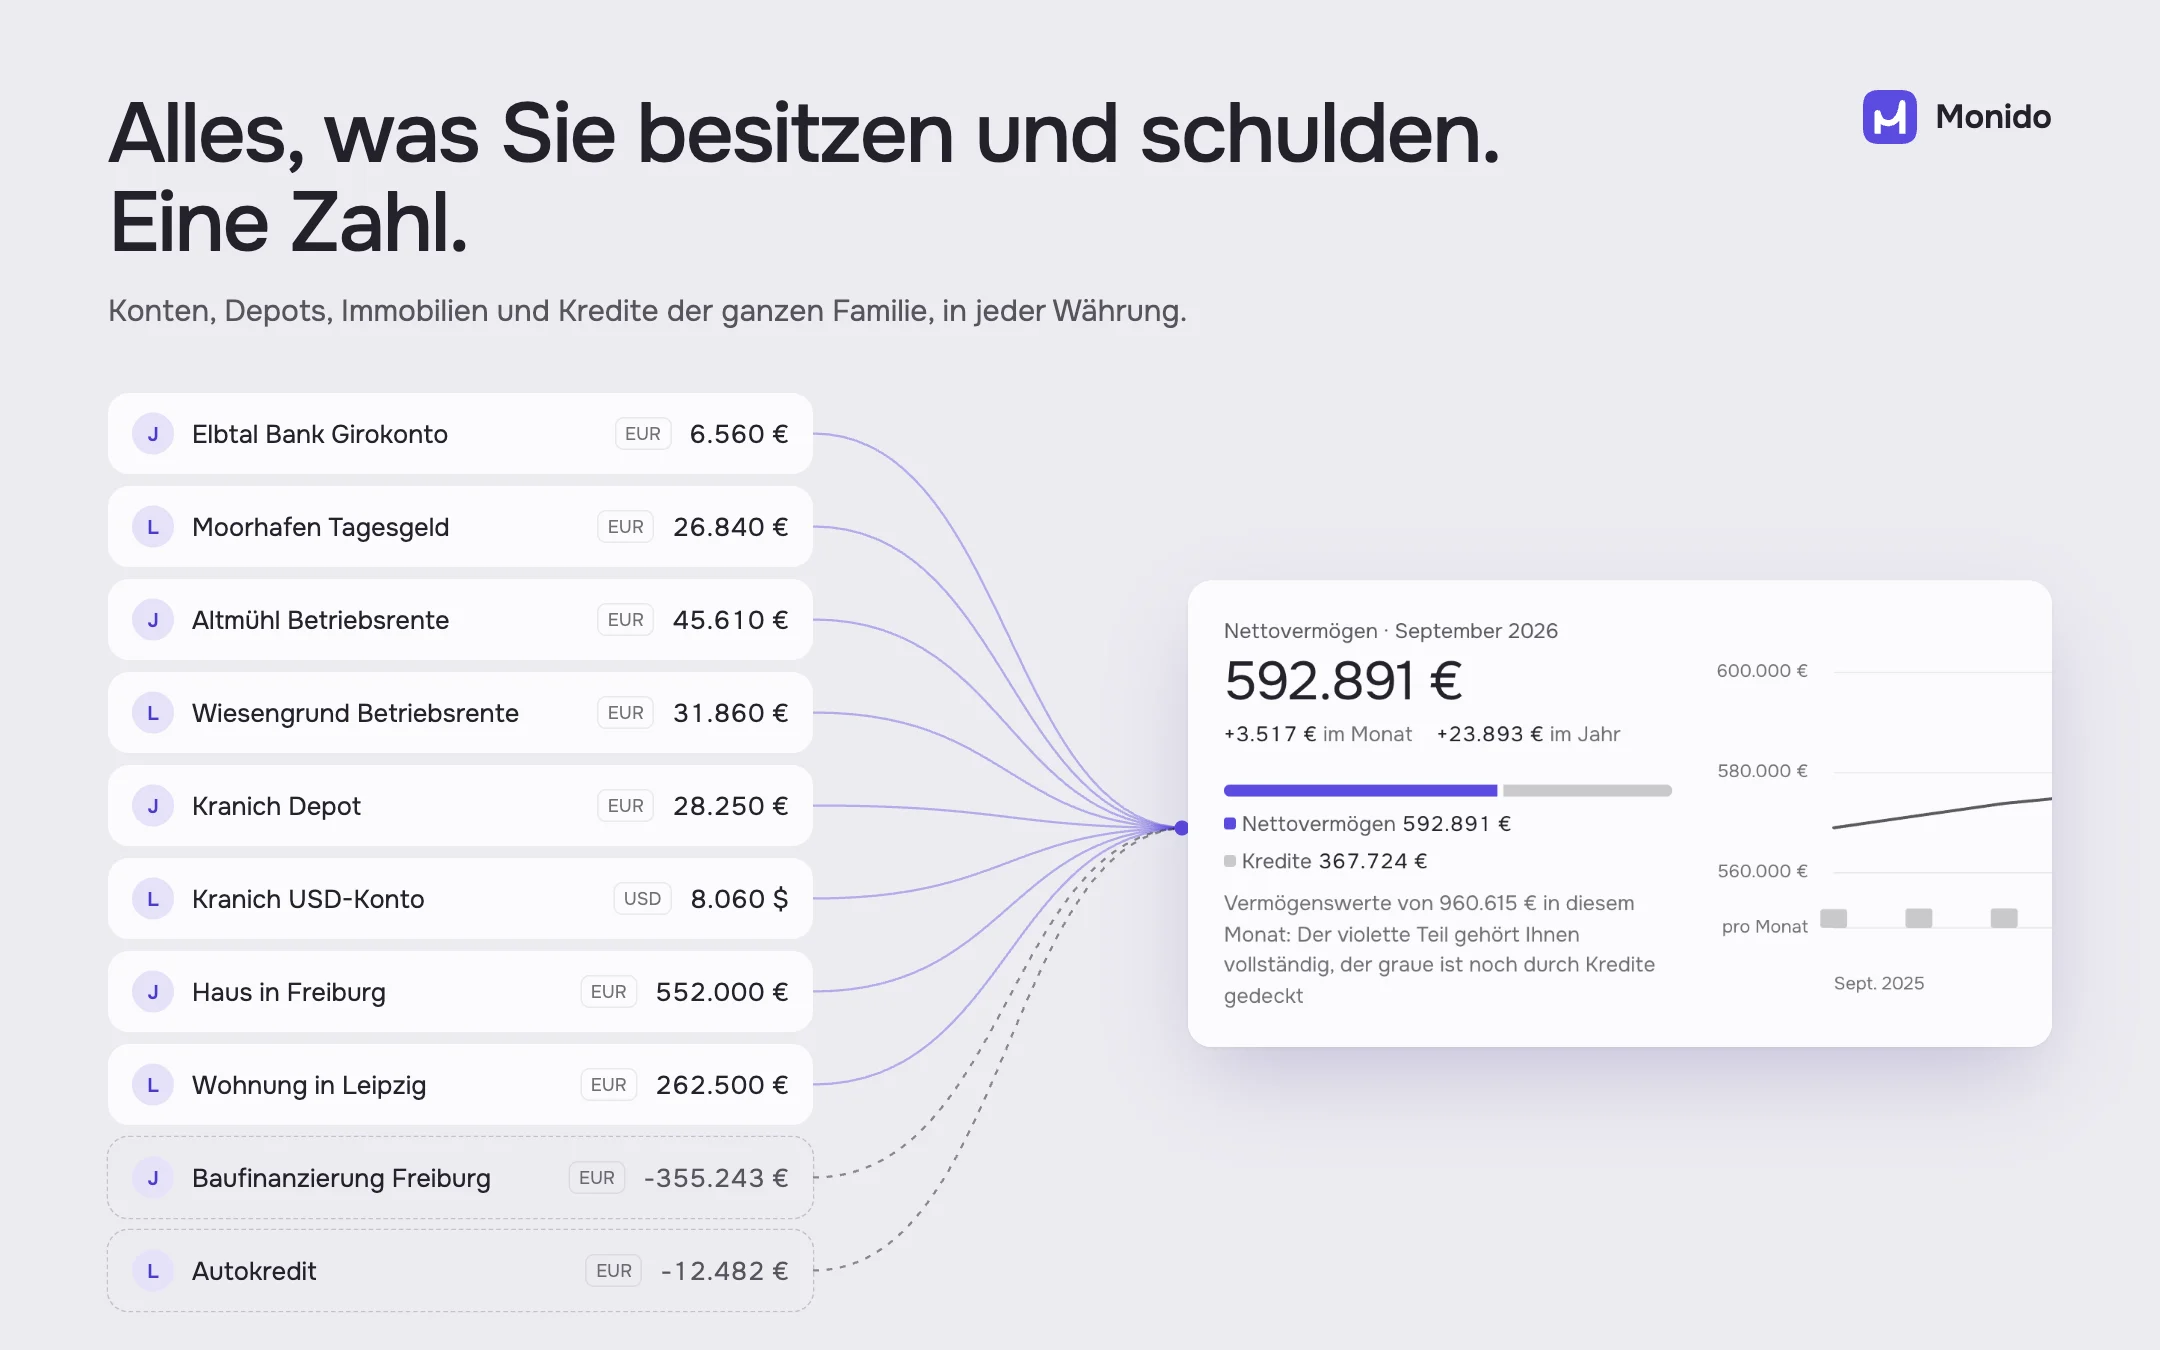 Alles, was Sie besitzen und schulden.
Eine Zahl.
Monido
Konten, Depots, Immobilien und Kredite der ganzen Familie, in jeder Währung.
J Elbtal Bank Girokonto EUR 6.560 €
L Moorhafen Tagesgeld EUR 26.840 €
J Altmühl Betriebsrente EUR 45.610 €
L Wiesengrund Betriebsrente EUR 31.860 €
J Kranich Depot EUR 28.250 €
L Kranich USD-Konto USD 8.060 $
J Haus in Freiburg EUR 552.000 €
L Wohnung in Leipzig EUR 262.500 €
J Baufinanzierung Freiburg EUR -355.243 €
L Autokredit EUR -12.482 €
Nettovermögen · September 2026
592.891 €
+3.517 € im Monat +23.893 € im Jahr
Nettovermögen 592.891 €
Kredite 367.724 €
Vermögenswerte von 960.615 € in diesem
Monat: Der violette Teil gehört Ihnen
vollständig, der graue ist noch durch Kredite
gedeckt
600.000 €
580.000 €
560.000 €
pro Monat
Sept. 2025